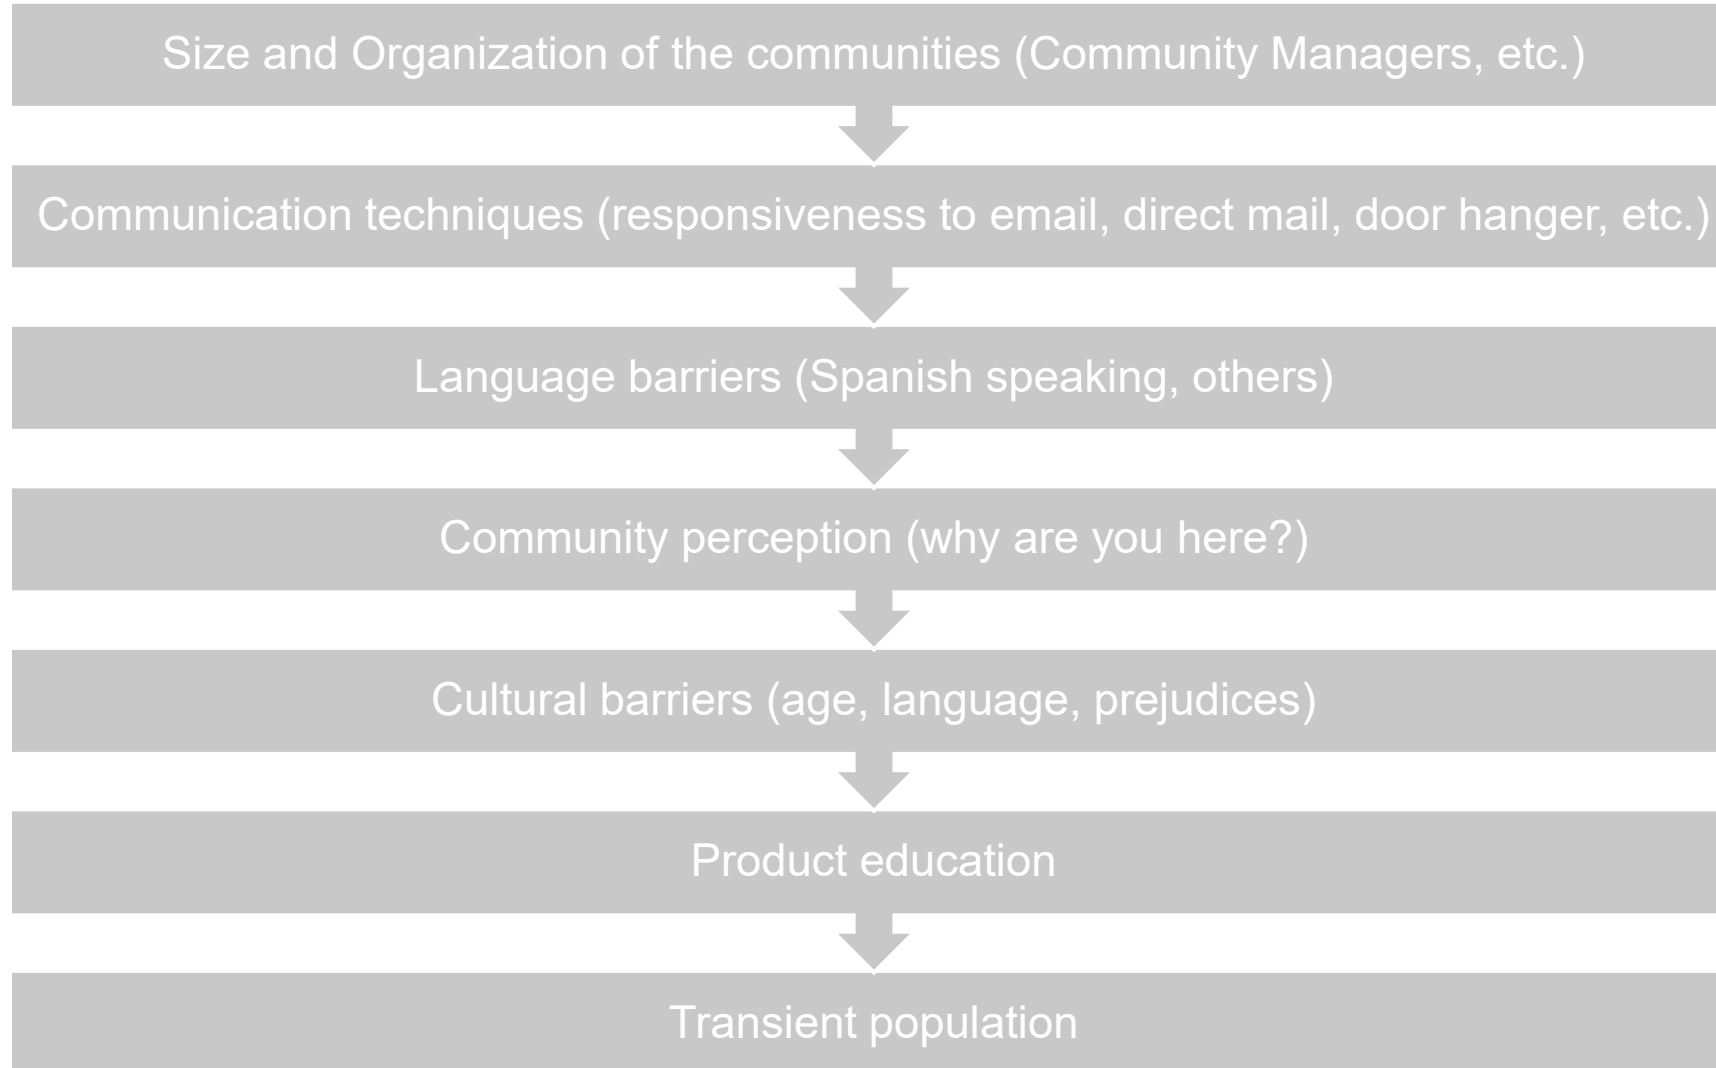 Size and Organization of the communities (Community Managers, etc.)
Communication techniques (responsiveness to email, direct mail, door hanger, etc.)
Language barriers (Spanish speaking, others)
Community perception (why are you here?)
Cultural barriers (age, language, prejudices)
Product education
Transient population